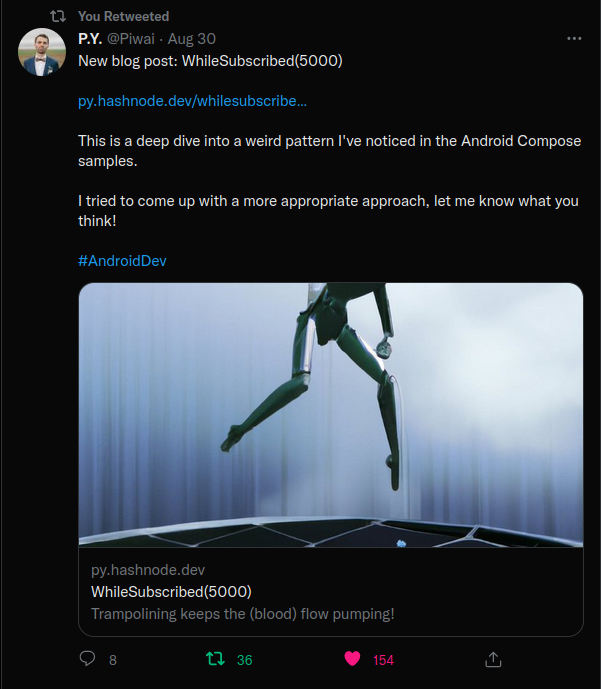 You Retweeted
P.Y. @Piwai · Aug 30
New blog post: WhileSubscribed(5000)
py.hashnode.dev/whilesubscribe...
This is a deep dive into a weird pattern I've noticed in the Android Compose
samples.
I tried to come up with a more appropriate approach, let me know what you
think!
#AndroidDev
py.hashnode.dev
WhileSubscribed(5000)
Trampolining keeps the (blood) flow pumping!
8 36 154